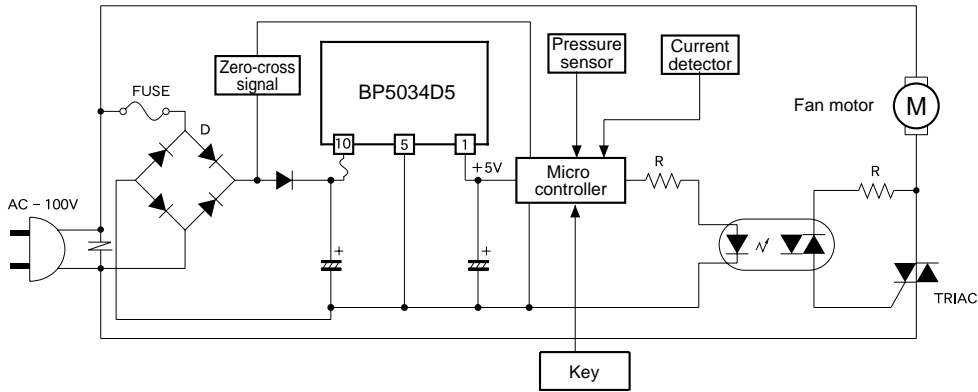 Zero-cross
signal
BP5034D5
10
5
1
+5V
Pressure
sensor
Current
detector
Micro
controller
Key
FUSE
D
AC－100V
+
+
R
R
Fan motor
M
TRIAC